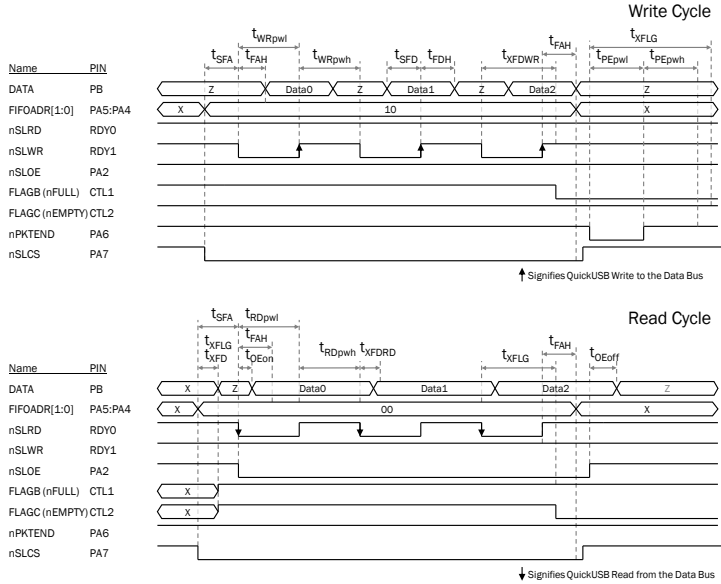 Write Cycle
tWRpwl tFAH tXFLG
tSFA tFAH tWRpwh tSFD tFDH tXFDWR tPEpwl tPEpwh
Name PIN
DATA PB Z Data0 Z Data1 Z Data2 Z
FIFOADR[1:0] PA5:PA4 X 10 X
nSLRD RDY0
nSLWR RDY1
nSLOE PA2
FLAGB (nFULL) CTL1
FLAGC (nEMPTY) CTL2
nPKTEND PA6
nSLCS PA7
Signifies QuickUSB Write to the Data Bus
Read Cycle
tSFA tRDpwl
tXFLG tFAH tRDpwh tXFDRD tXFLG tFAH
tXFD tOEon tOEoff
Name PIN
DATA PB X Z Data0 Data1 Data2 Z
FIFOADR[1:0] PA5:PA4 X 00 X
nSLRD RDY0
nSLWR RDY1
nSLOE PA2
FLAGB (nFULL) CTL1 X
FLAGC (nEMPTY) CTL2 X
nPKTEND PA6
nSLCS PA7
Signifies QuickUSB Read from the Data Bus